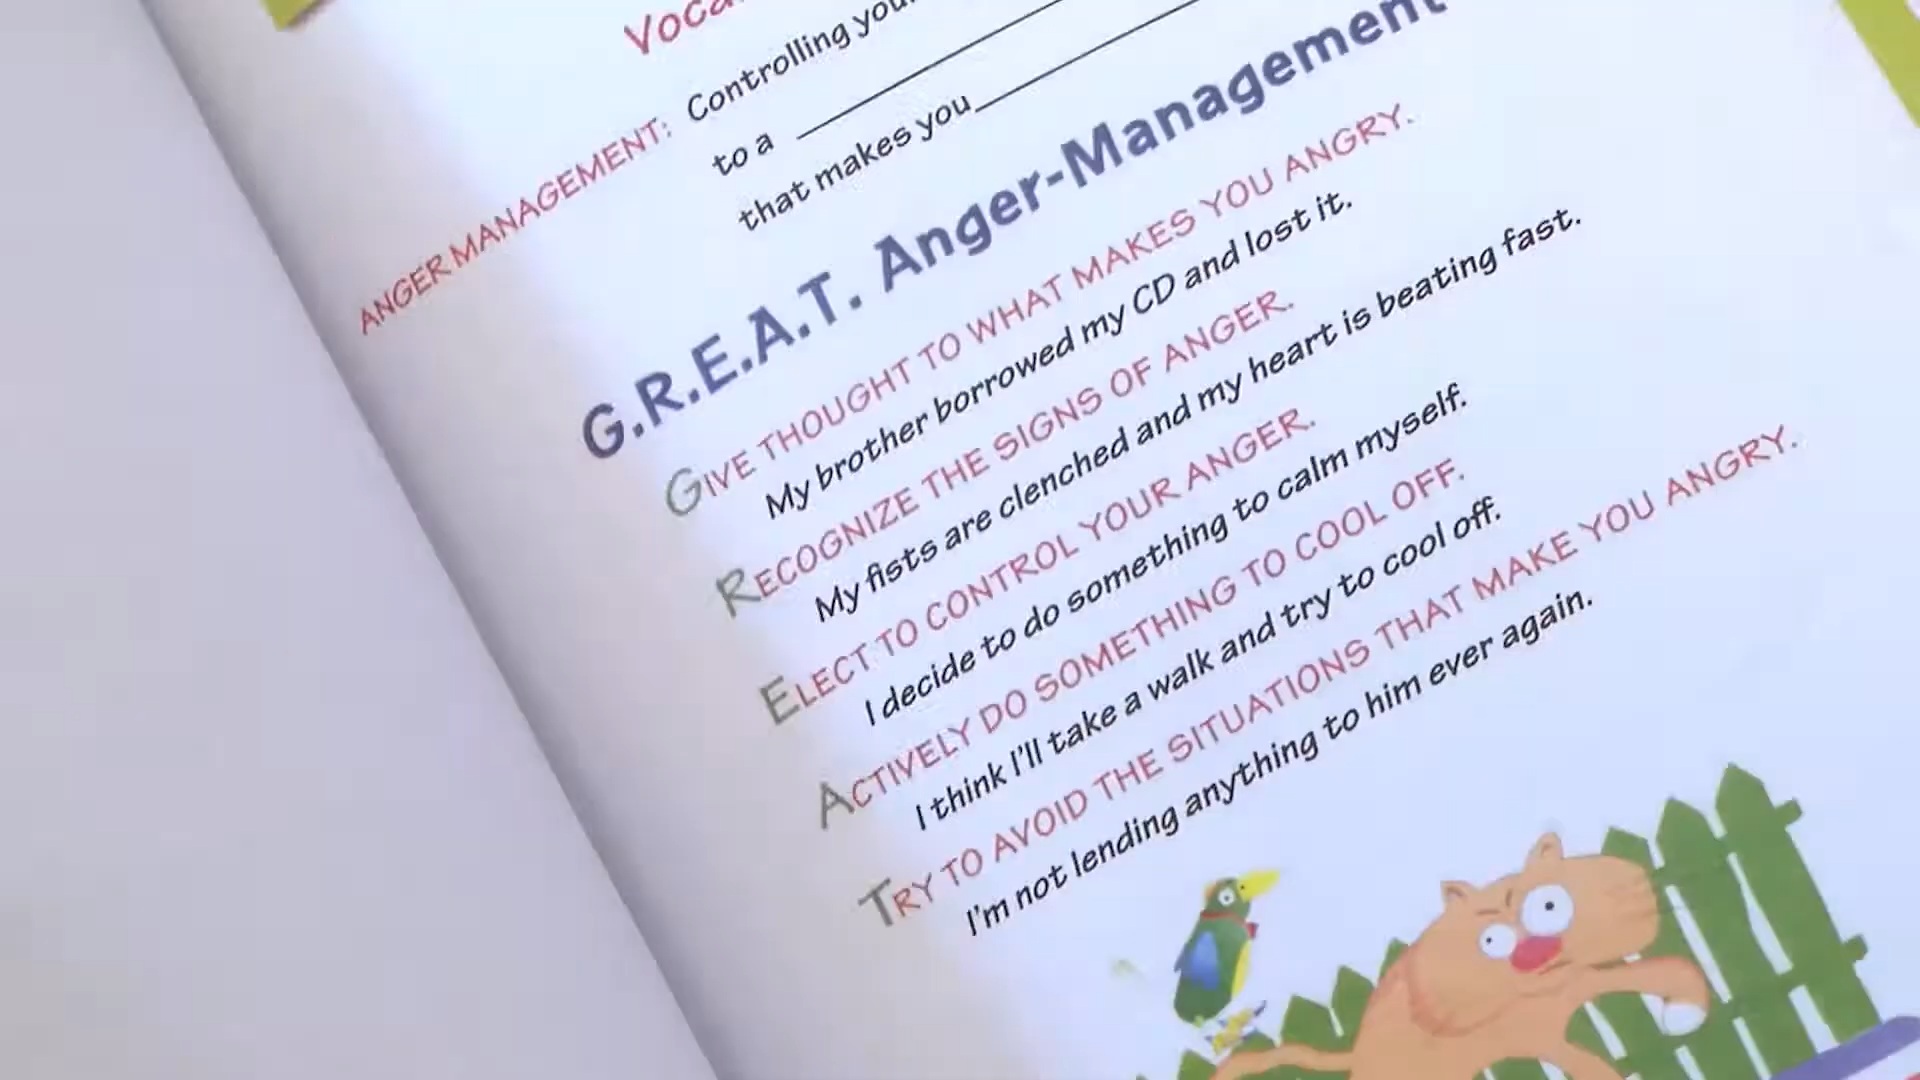 ANGER MANAGEMENT: Controlling
to a
that makes you
G.R.E.A.T. Anger-Management
GIVE THOUGHT TO WHAT MAKES YOU ANGRY.
My brother borrowed my CD and lost it.
RECOGNIZE THE SIGNS OF ANGER.
My fists are clenched and my heart is beating fast.
ELECT TO CONTROL YOUR ANGER.
I decide to do something to calm myself.
ACTIVELY DO SOMETHING TO COOL OFF.
I think I'll take a walk and try to cool off.
TRY TO AVOID THE SITUATIONS THAT MAKE YOU ANGRY.
I'm not lending anything to him ever again.